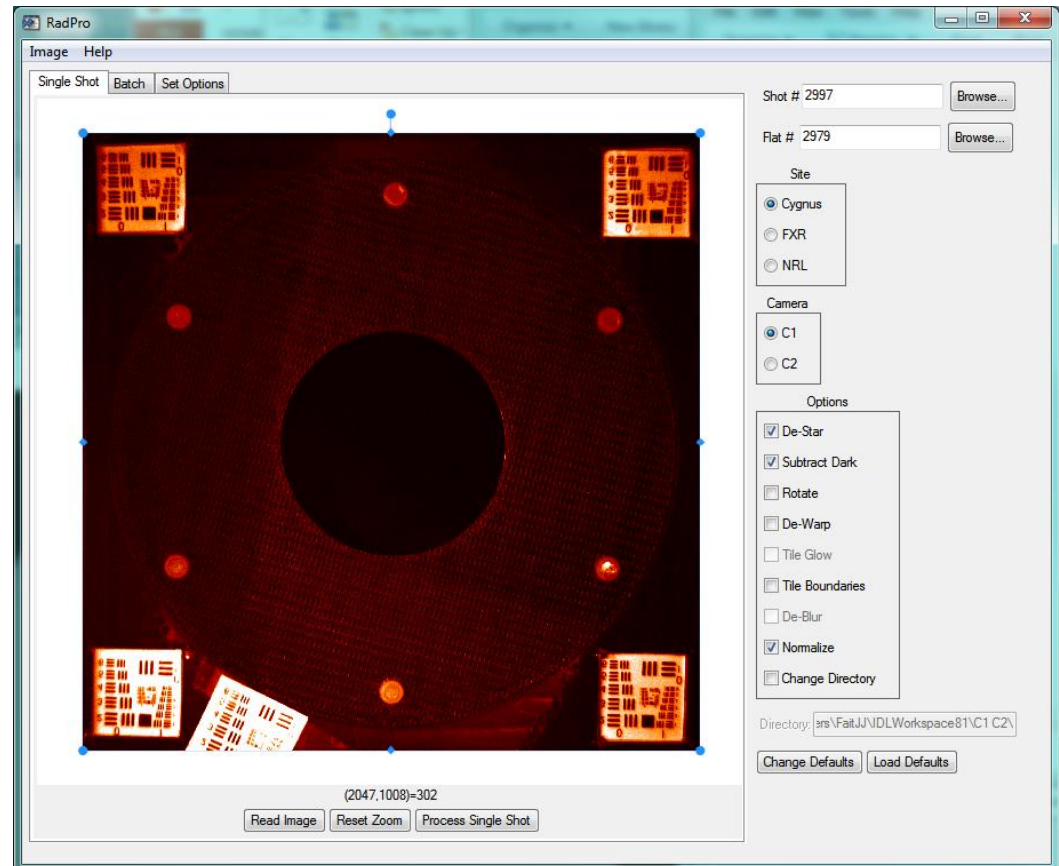 RadPro
Image Help
Single Shot Batch Set Options
Shot # 2997 Browse...
Flat # 2979 Browse...
Site
Cygnus
FXR
NRL
Camera
C1
C2
Options
De-Star
Subtract Dark
Rotate
De-Warp
Tile Glow
Tile Boundaries
De-Blur
Normalize
Change Directory
Directory: ers\FaitJJ\IDLWorkspace81\C1 C2\
Change Defaults Load Defaults
(2047,1008)=302
Read Image Reset Zoom Process Single Shot